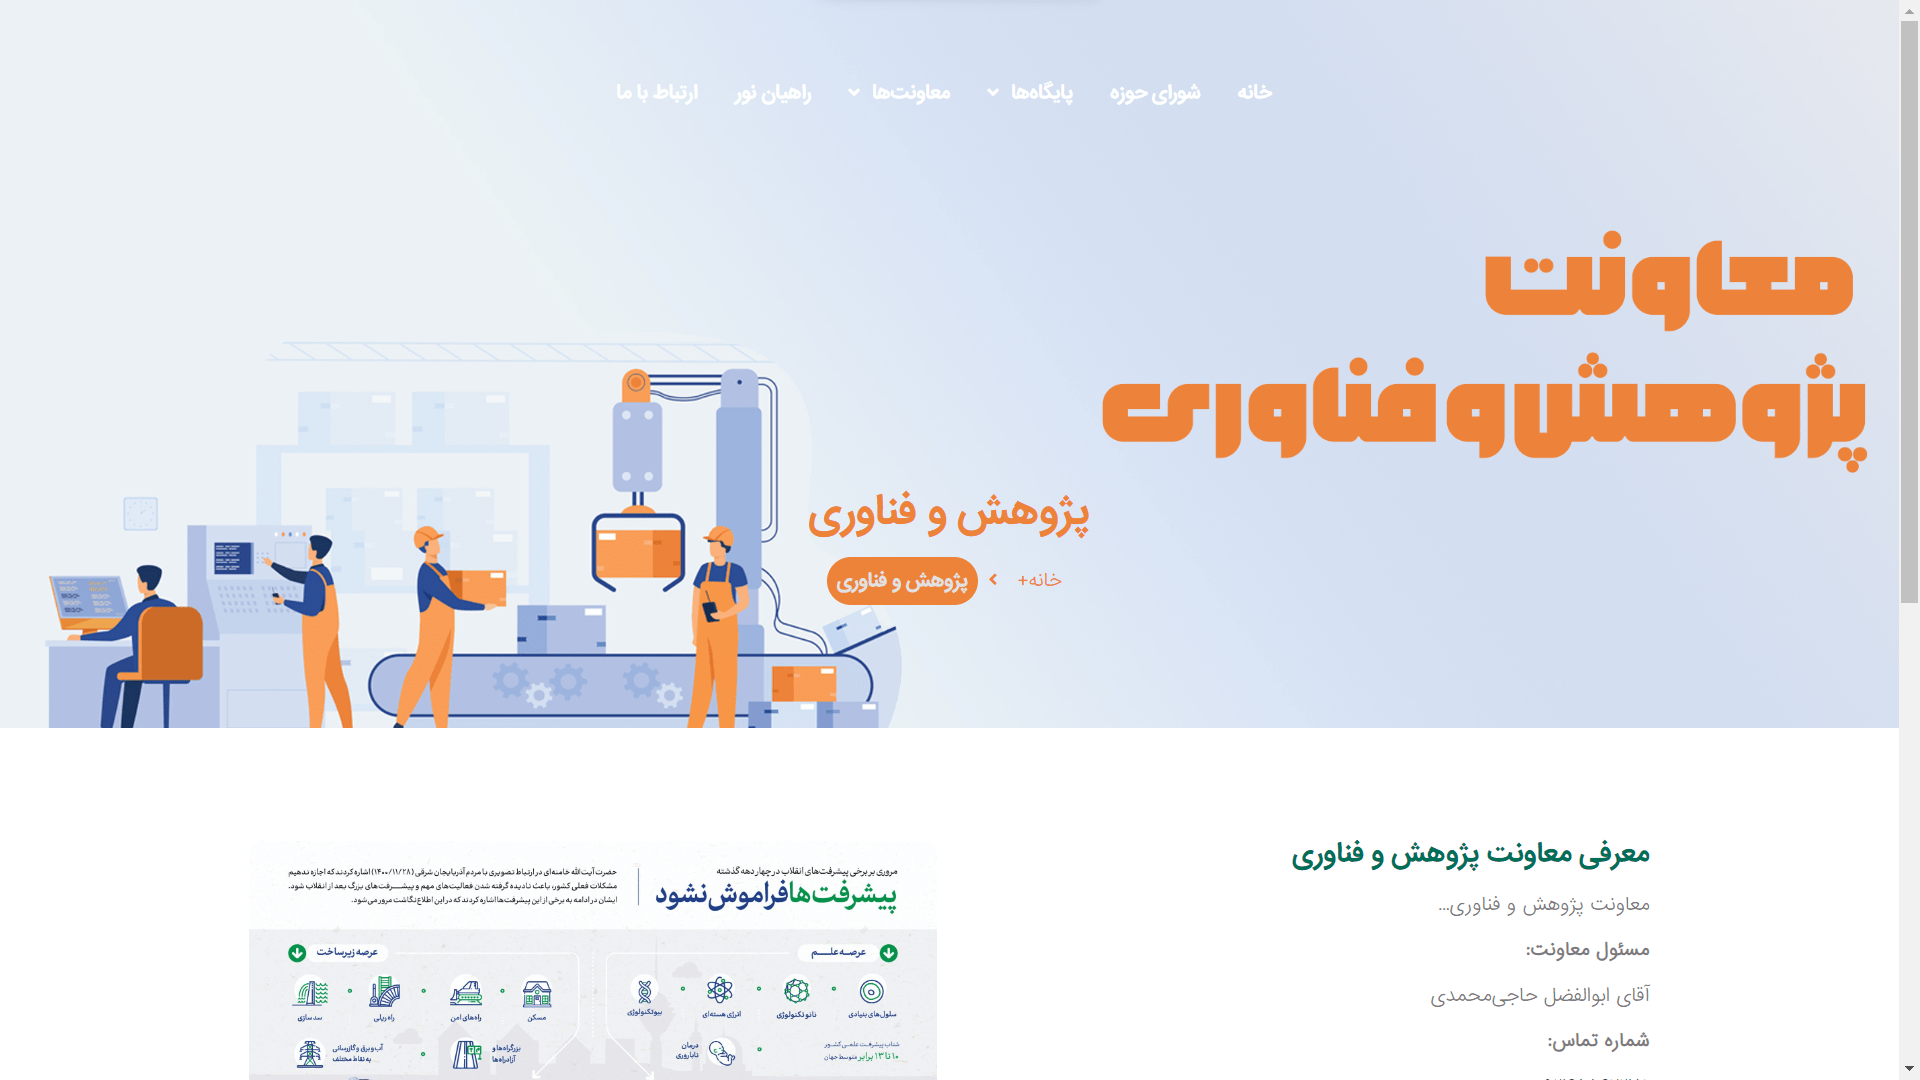 خانه
شورای حوزه
پایگاه‌ها
معاونت‌ها
راهیان نور
ارتباط با ما
معاونت
پژوهش و فناوری
پژوهش و فناوری
خانه+
پژوهش و فناوری
معرفی معاونت پژوهش و فناوری
معاونت پژوهش و فناوری...
مسئول معاونت:
آقای ابوالفضل حاجی‌محمدی
شماره تماس:
مروری بر برخی پیشرفت‌های انقلاب در چهار دهه گذشته
پیشرفت‌ها فراموش نشود
حضرت آیت‌الله خامنه‌ای در ارتباط تصویری با مردم آذربایجان شرقی (۱۴۰۰/۱۱/۲۸) اشاره کردند که اجازه ندهیم
مشکلات فعلی کشور، باعث نادیده گرفته شدن فعالیت‌های مهم و پیشرفت‌های بزرگ بعد از انقلاب شود.
ایشان در ادامه به برخی از این پیشرفت‌ها اشاره کردند که در این اطلاع‌نگاشت مرور می‌شود.
عرصه علم
سلول‌های بنیادی
نانو تکنولوژی
انرژی هسته‌ای
بیوتکنولوژی
شتاب پیشرفت علمی کشور
۱۰ تا ۱۳ برابر متوسط جهان
درمان
ناباروری
عرصه زیرساخت
مسکن
راه‌های امن
راه ریلی
سد سازی
بزرگراه‌ها و
آزادراه‌ها
آب و برق و گازرسانی
به نقاط مختلف